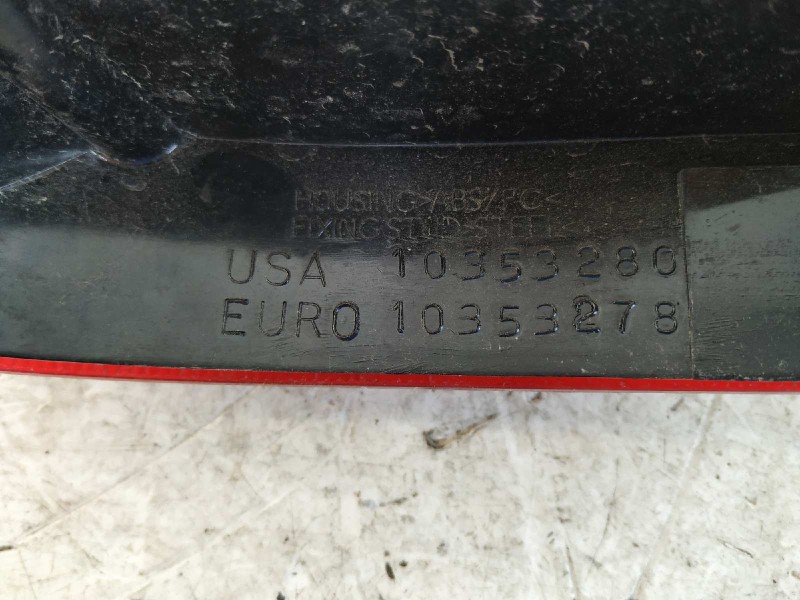 HOUSING >ABS/PC<
FIXING STUD STEEL
USA 10353280
EURO 10353278